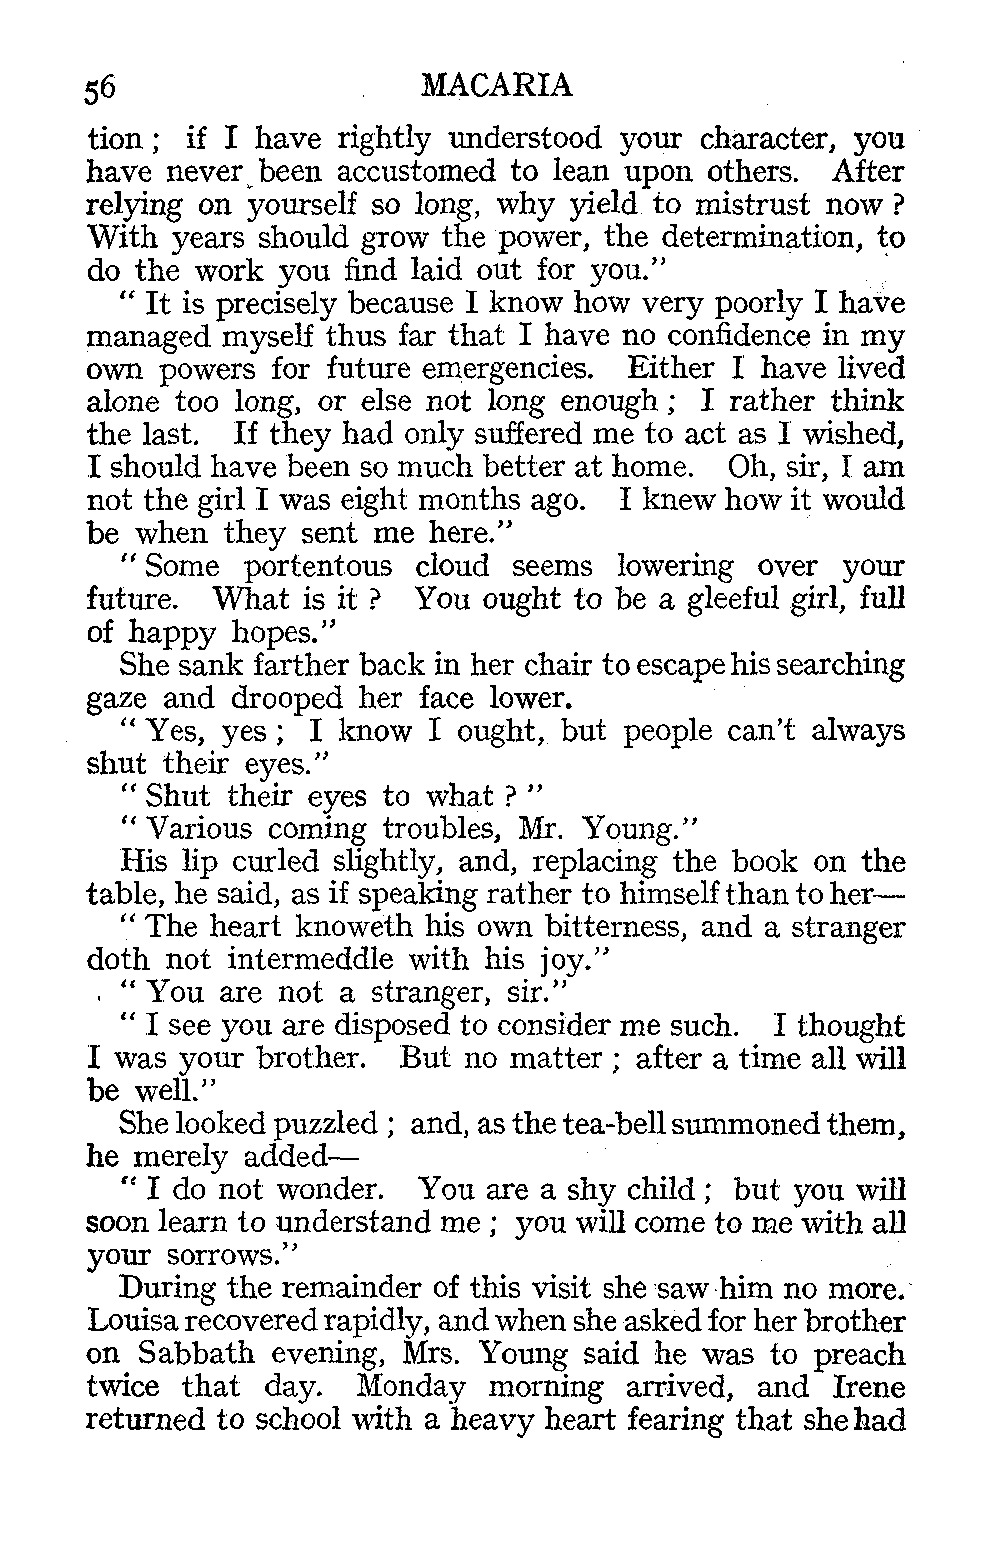 56 MACARIA
tion ; if I have rightly understood your character, you
have never been accustomed to lean upon others. After
relying on yourself so long, why yield to mistrust now ?
With years should grow the power, the determination, to
do the work you find laid out for you."
" It is precisely because I know how very poorly I have
managed myself thus far that I have no confidence in my
own powers for future emergencies. Either I have lived
alone too long, or else not long enough ; I rather think
the last. If they had only suffered me to act as I wished,
I should have been so much better at home. Oh, sir, I am
not the girl I was eight months ago. I knew how it would
be when they sent me here."
" Some portentous cloud seems lowering over your
future. What is it ? You ought to be a gleeful girl, full
of happy hopes."
She sank farther back in her chair to escape his searching
gaze and drooped her face lower.
" Yes, yes ; I know I ought, but people can't always
shut their eyes."
" Shut their eyes to what ? "
" Various coming troubles, Mr. Young."
His lip curled slightly, and, replacing the book on the
table, he said, as if speaking rather to himself than to her—
" The heart knoweth his own bitterness, and a stranger
doth not intermeddle with his joy."
" You are not a stranger, sir."
" I see you are disposed to consider me such. I thought
I was your brother. But no matter ; after a time all will
be well."
She looked puzzled ; and, as the tea-bell summoned them,
he merely added—
" I do not wonder. You are a shy child ; but you will
soon learn to understand me ; you will come to me with all
your sorrows."
During the remainder of this visit she saw him no more.
Louisa recovered rapidly, and when she asked for her brother
on Sabbath evening, Mrs. Young said he was to preach
twice that day. Monday morning arrived, and Irene
returned to school with a heavy heart fearing that she had